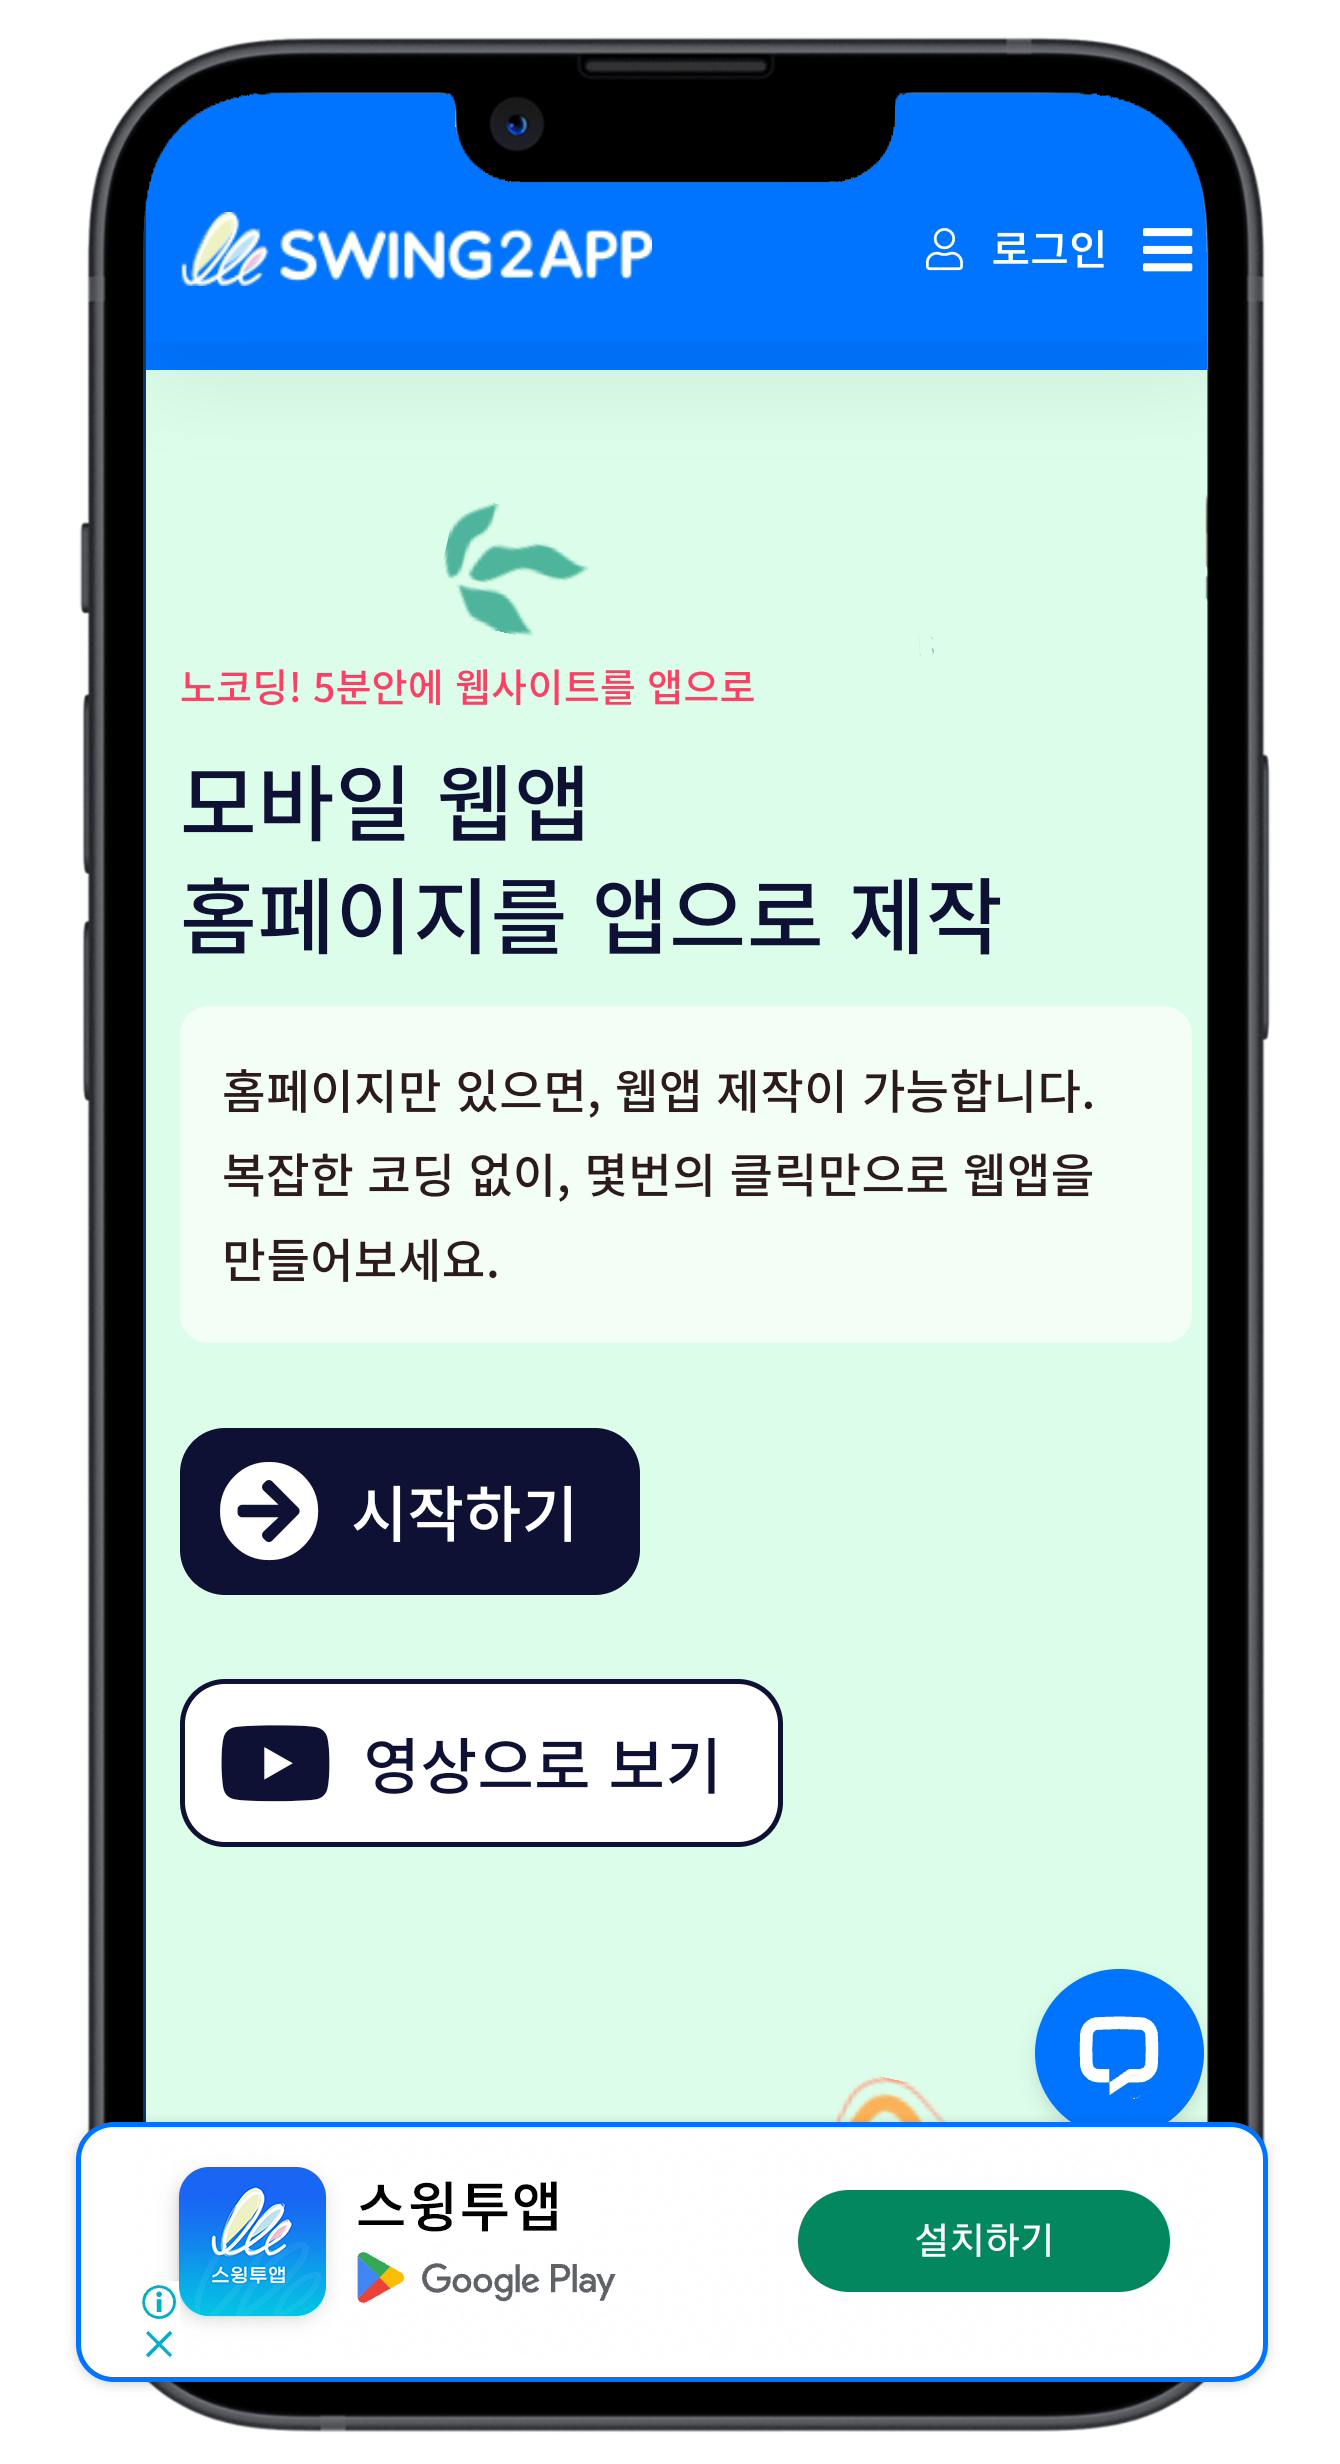 SWING2APP
로그인
노코딩! 5분안에 웹사이트를 앱으로
모바일 웹앱
홈페이지를 앱으로 제작
홈페이지만 있으면, 웹앱 제작이 가능합니다.
복잡한 코딩 없이, 몇번의 클릭만으로 웹앱을
만들어보세요.
시작하기
영상으로 보기
스윙투앱
스윙투앱
Google Play
설치하기